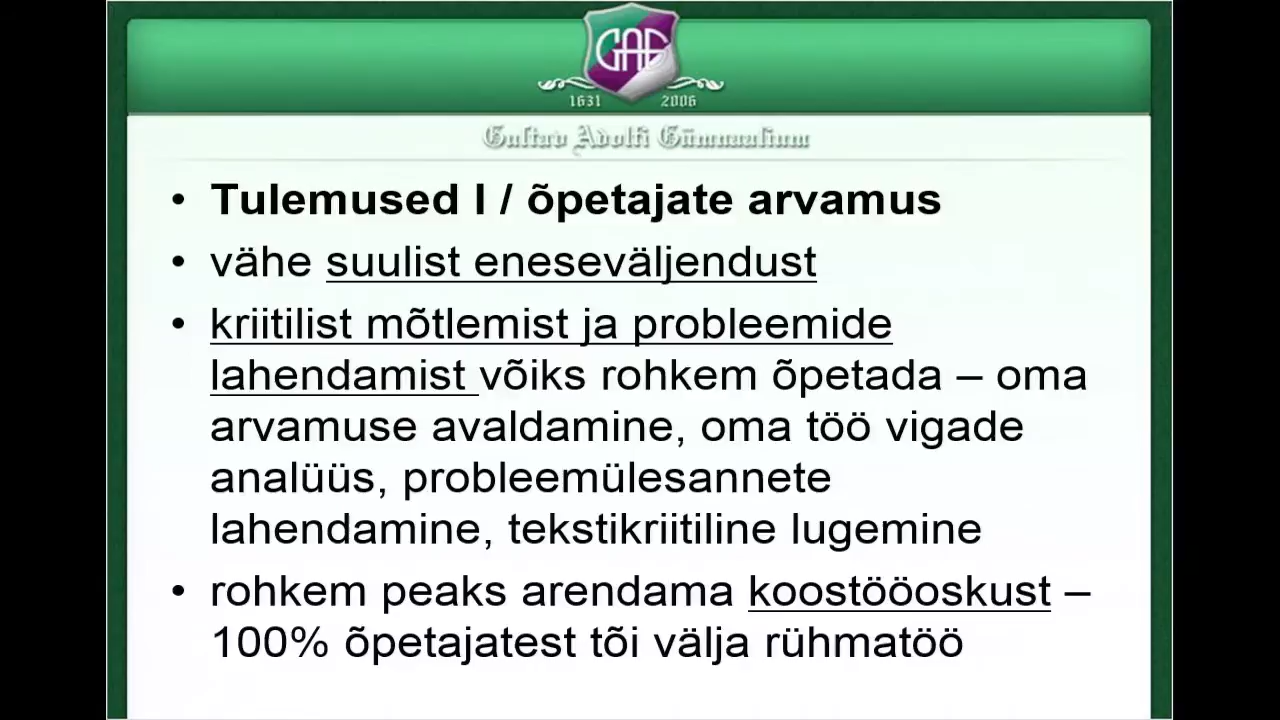 GAG
1631 2006
Gustav Adolfi Gümnaasium
• Tulemused I / õpetajate arvamus
• vähe suulist eneseväljendust
• kriitilist mõtlemist ja probleemide
lahendamist võiks rohkem õpetada – oma
arvamuse avaldamine, oma töö vigade
analüüs, probleemülesannete
lahendamine, tekstikriitiline lugemine
• rohkem peaks arendama koostööoskust –
100% õpetajatest tõi välja rühmatöö